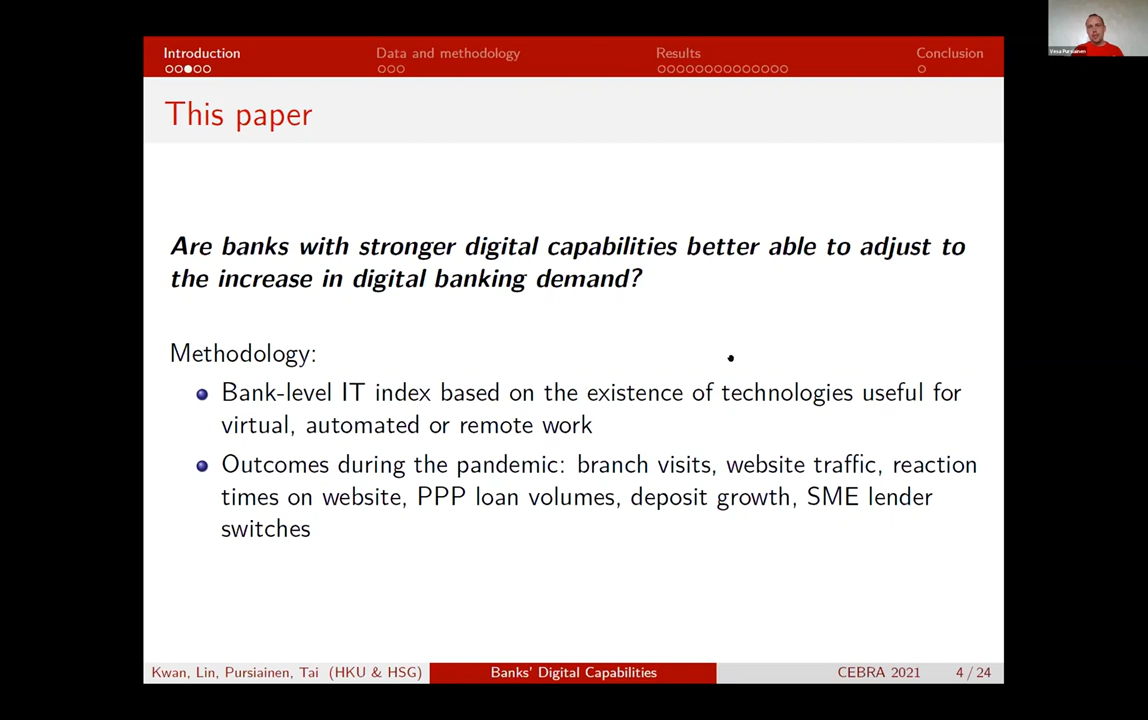 Introduction
Data and methodology
Results
Conclusion
Vesa Pursiainen
This paper
Are banks with stronger digital capabilities better able to adjust to
the increase in digital banking demand?
Methodology:
Bank-level IT index based on the existence of technologies useful for
virtual, automated or remote work
Outcomes during the pandemic: branch visits, website traffic, reaction
times on website, PPP loan volumes, deposit growth, SME lender
switches
Kwan, Lin, Pursiainen, Tai (HKU & HSG)
Banks' Digital Capabilities
CEBRA 2021
4 / 24